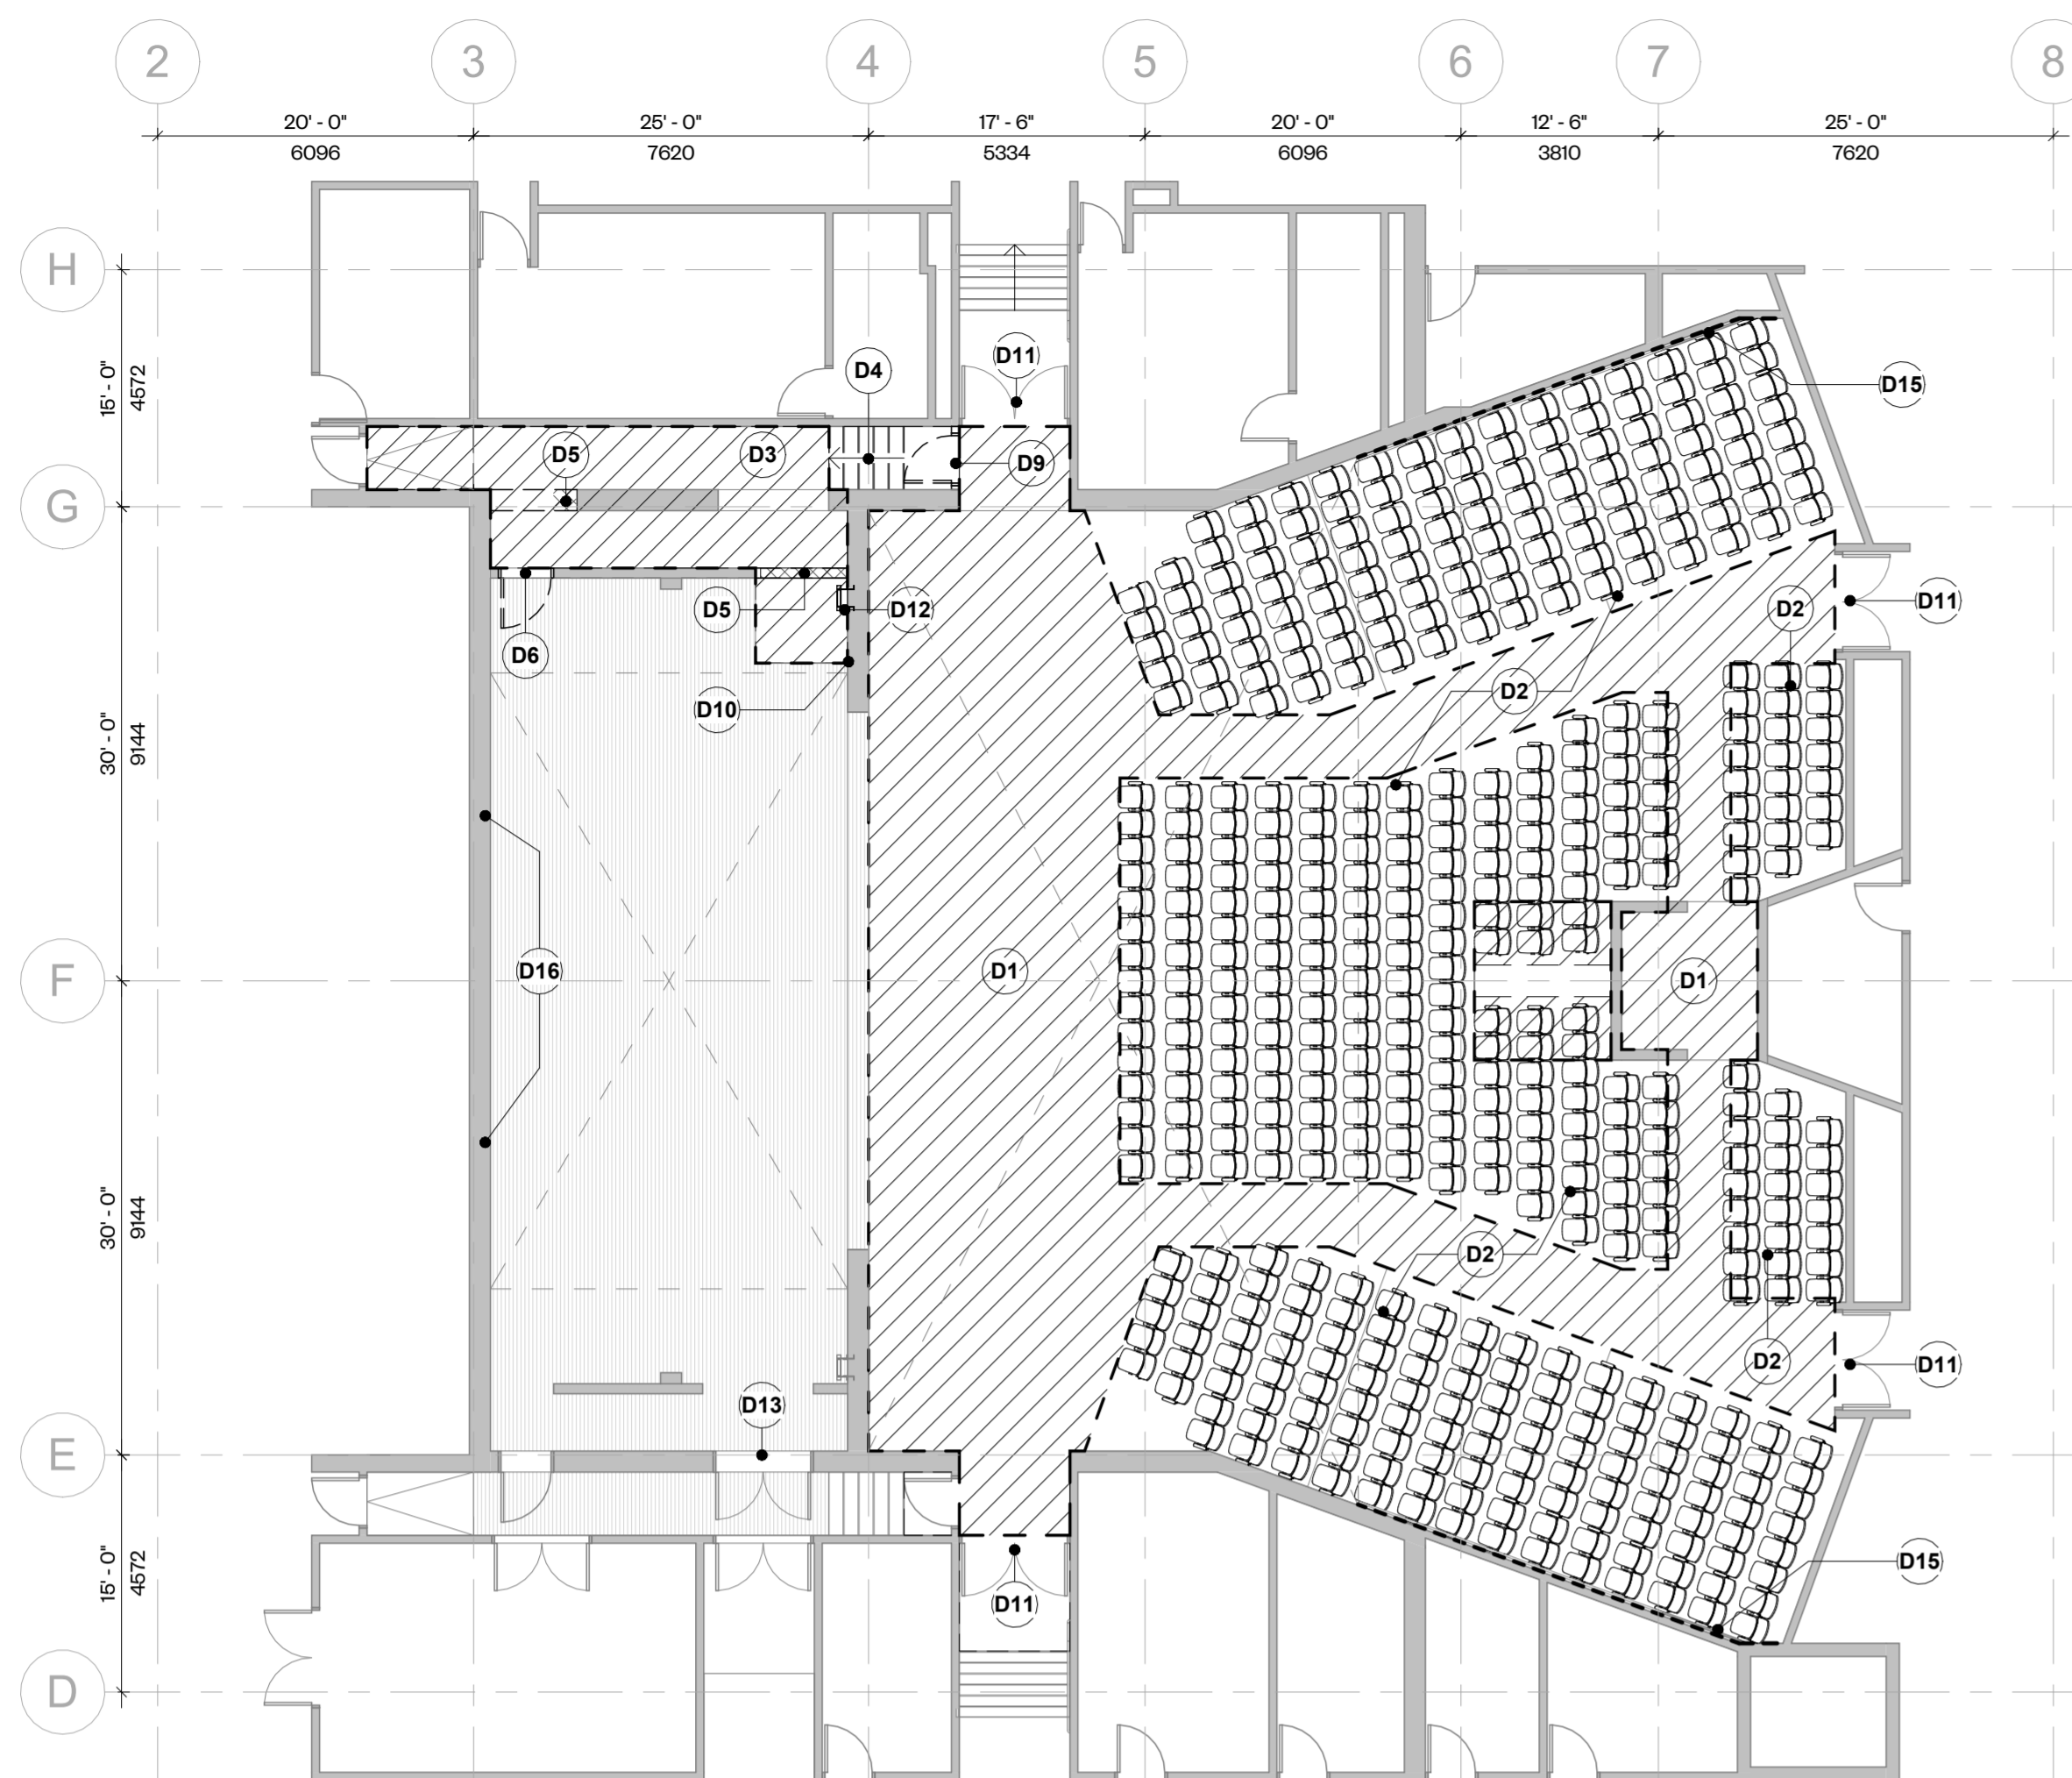 2 3 4 5 6 7 8
20' - 0" 25' - 0" 17' - 6" 20' - 0" 12' - 6" 25' - 0"
6096 7620 5334 6096 3810 7620
H
D11
D4
15' - 0"
4572
D15
D5 D3 D9
G
D5 D12 D2 D11
D6
D2
D10
30' - 0"
9144
F
D16 D1 D1
30' - 0"
9144
D2
D2 D11
D13
E
15' - 0"
4572
D15
D11
D